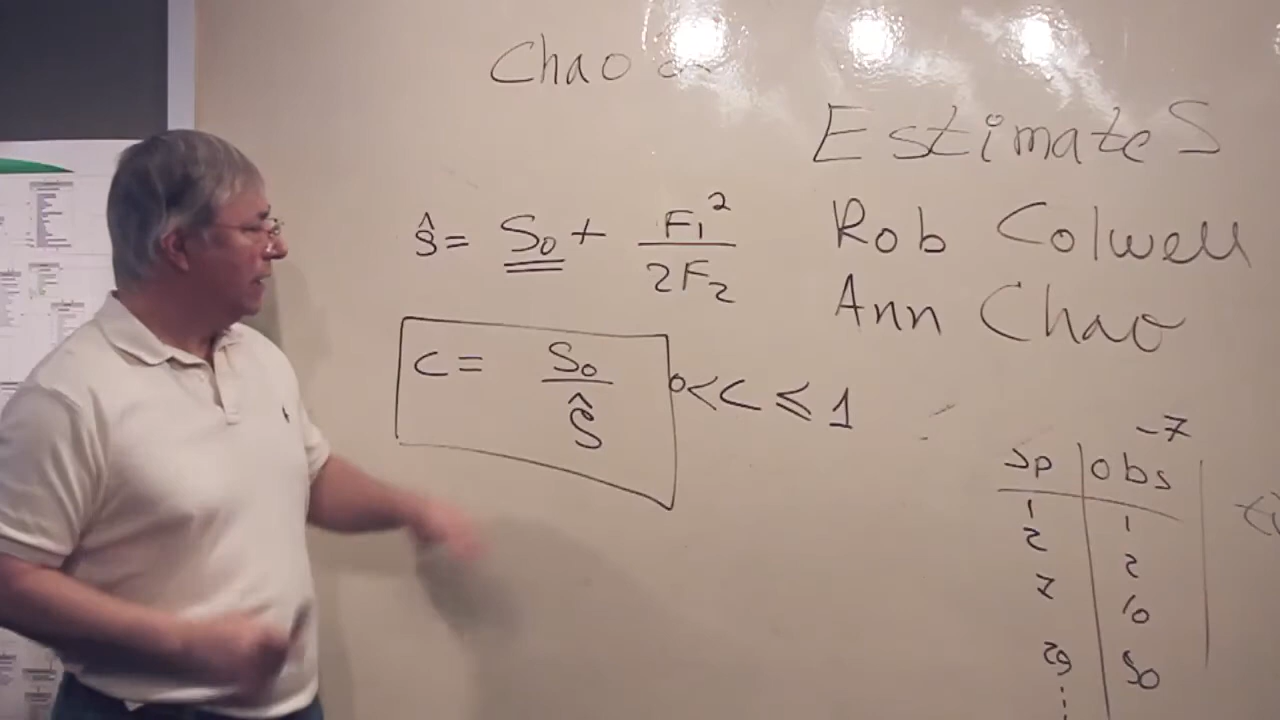 Chao
EstimateS
Rob Colwell
Ann Chao
Ŝ = S₀ + F₁² / 2F₂
C = S₀ / Ŝ
0 < C ≤ 1
-7
Sp | Obs
1 | 1
2 | 2
7 | 10
29 | 50
⋮